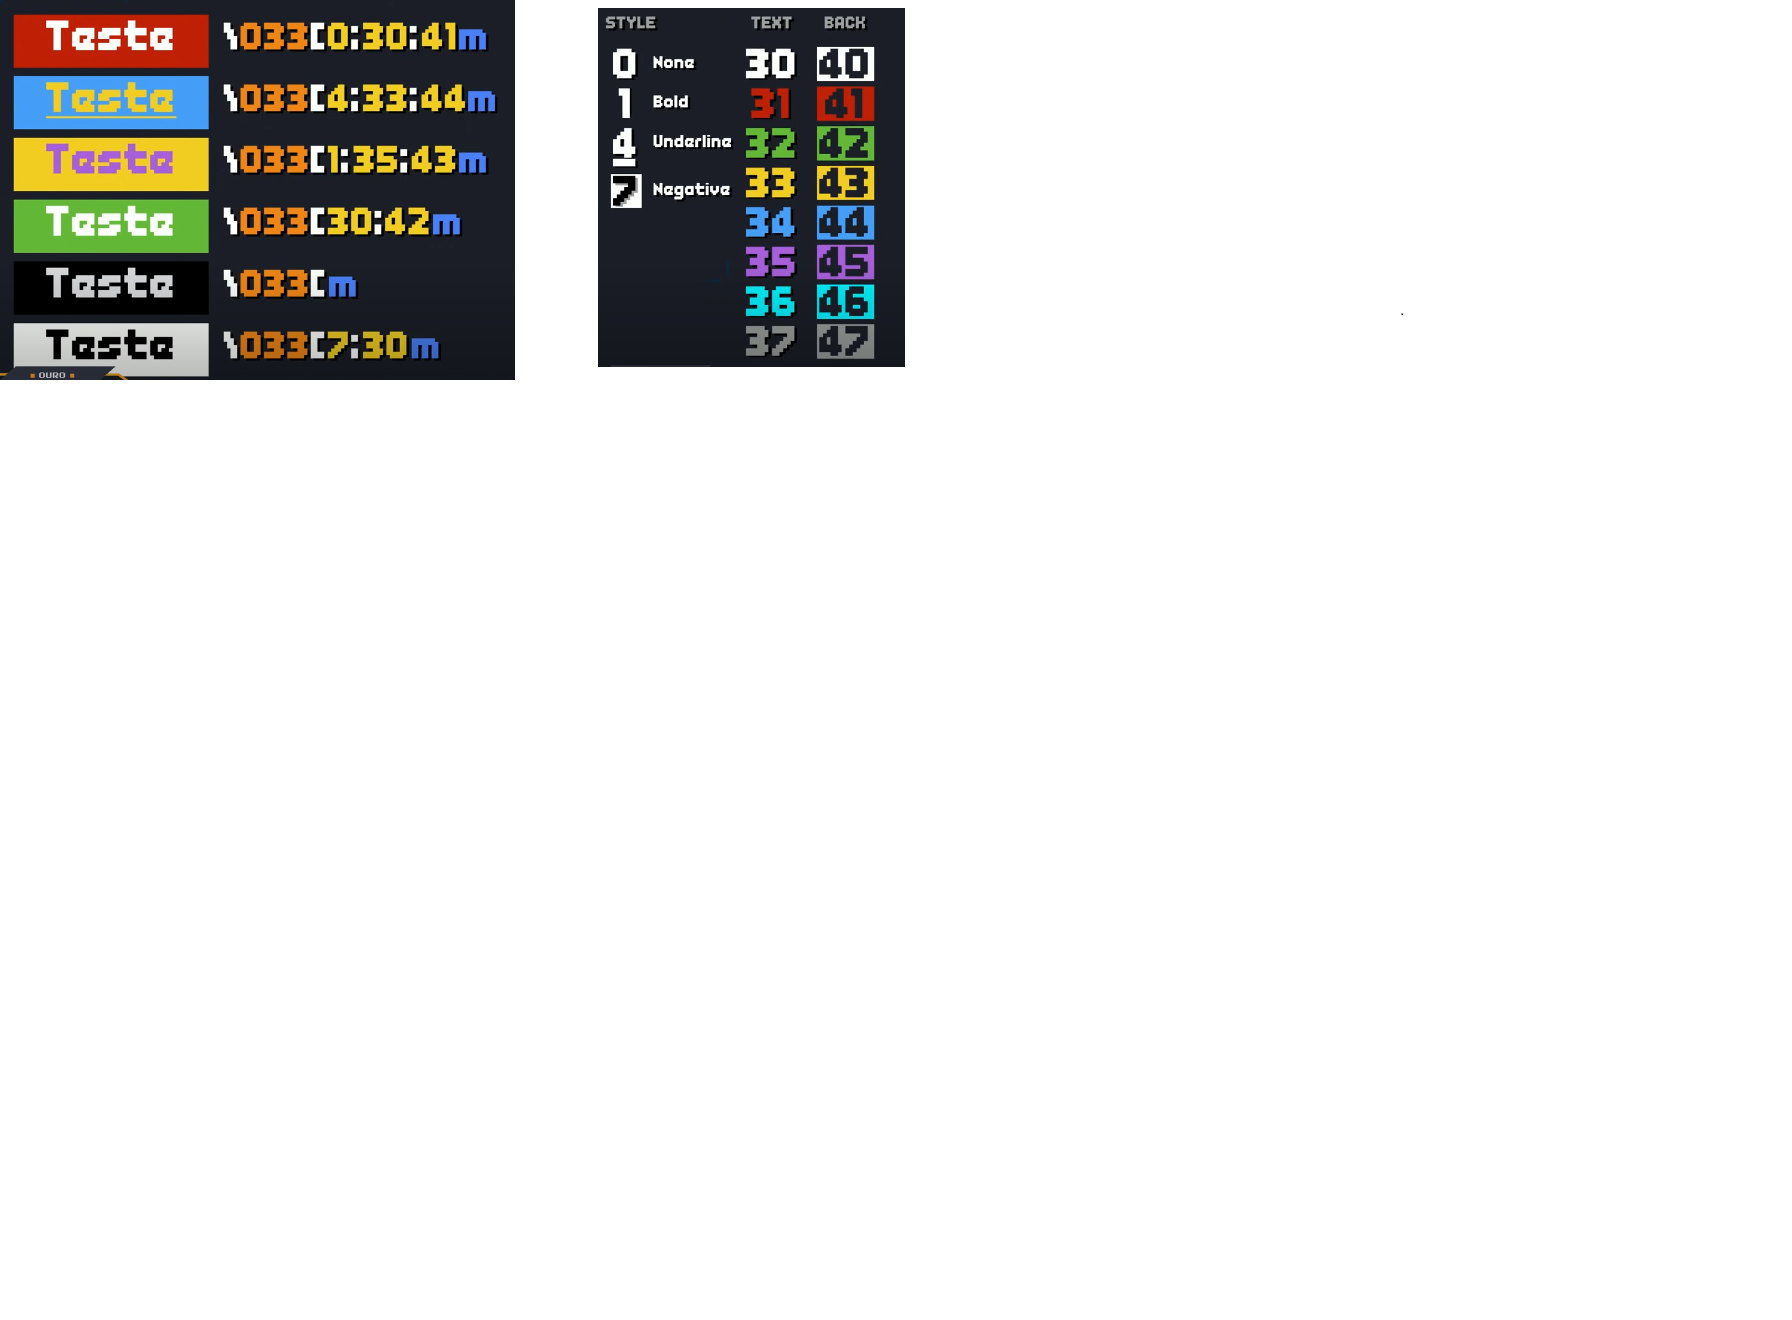 Teste \033[0:30:41m
Teste \033[4:33:44m
Teste \033[1:35:43m
Teste \033[30:42m
Teste \033[m
Teste \033[7:30m
OURO
STYLE TEXT BACK
0 None 30 40
1 Bold 31 41
4 Underline 32 42
7 Negative 33 43
34 44
35 45
36 46
37 47